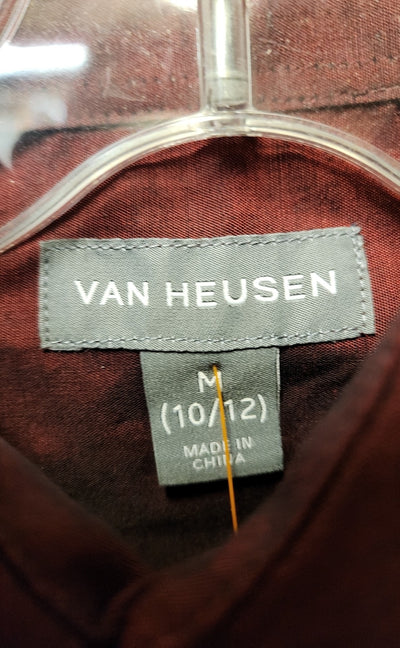 VAN HEUSEN
M
(10/12)
MADE IN
CHINA